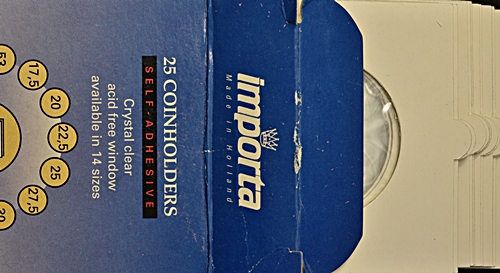 importa
Made in Holland
25 COINHOLDERS
SELF-ADHESIVE
Crystal clear
acid free window
available in 14 sizes
17,5
20
22,5
25
27,5